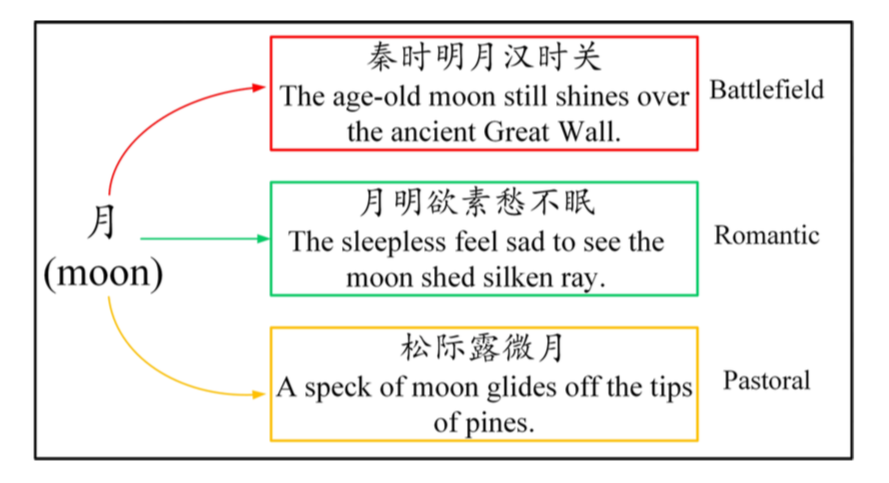 秦时明月汉时关
The age-old moon still shines over
the ancient Great Wall.
Battlefield
月
(moon)
月明欲素愁不眠
The sleepless feel sad to see the
moon shed silken ray.
Romantic
松际露微月
A speck of moon glides off the tips
of pines.
Pastoral